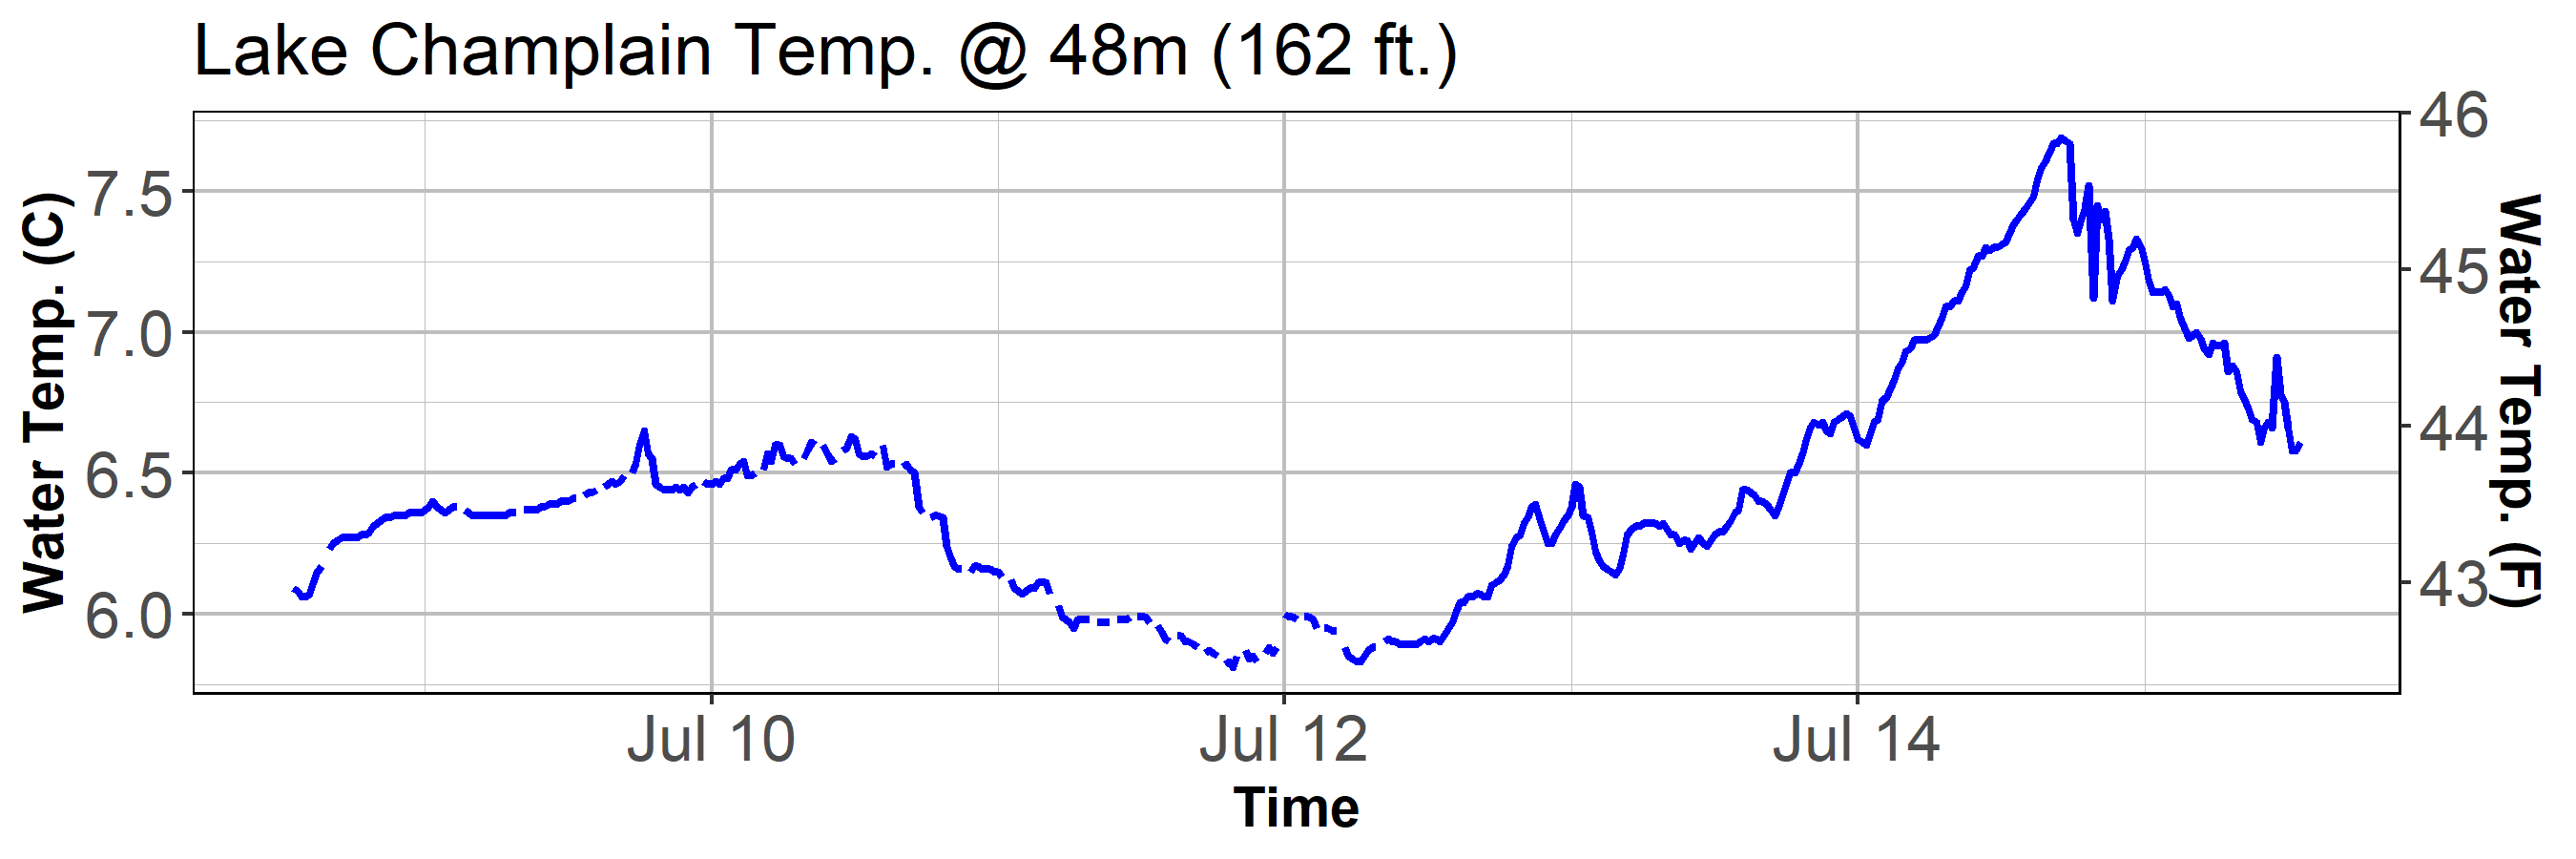 Lake Champlain Temp. @ 48m (162 ft.)
Water Temp. (C)
7.5
7.0
6.5
6.0
46
45
44
43
Water Temp. (F)
Jul 10
Jul 12
Jul 14
Time